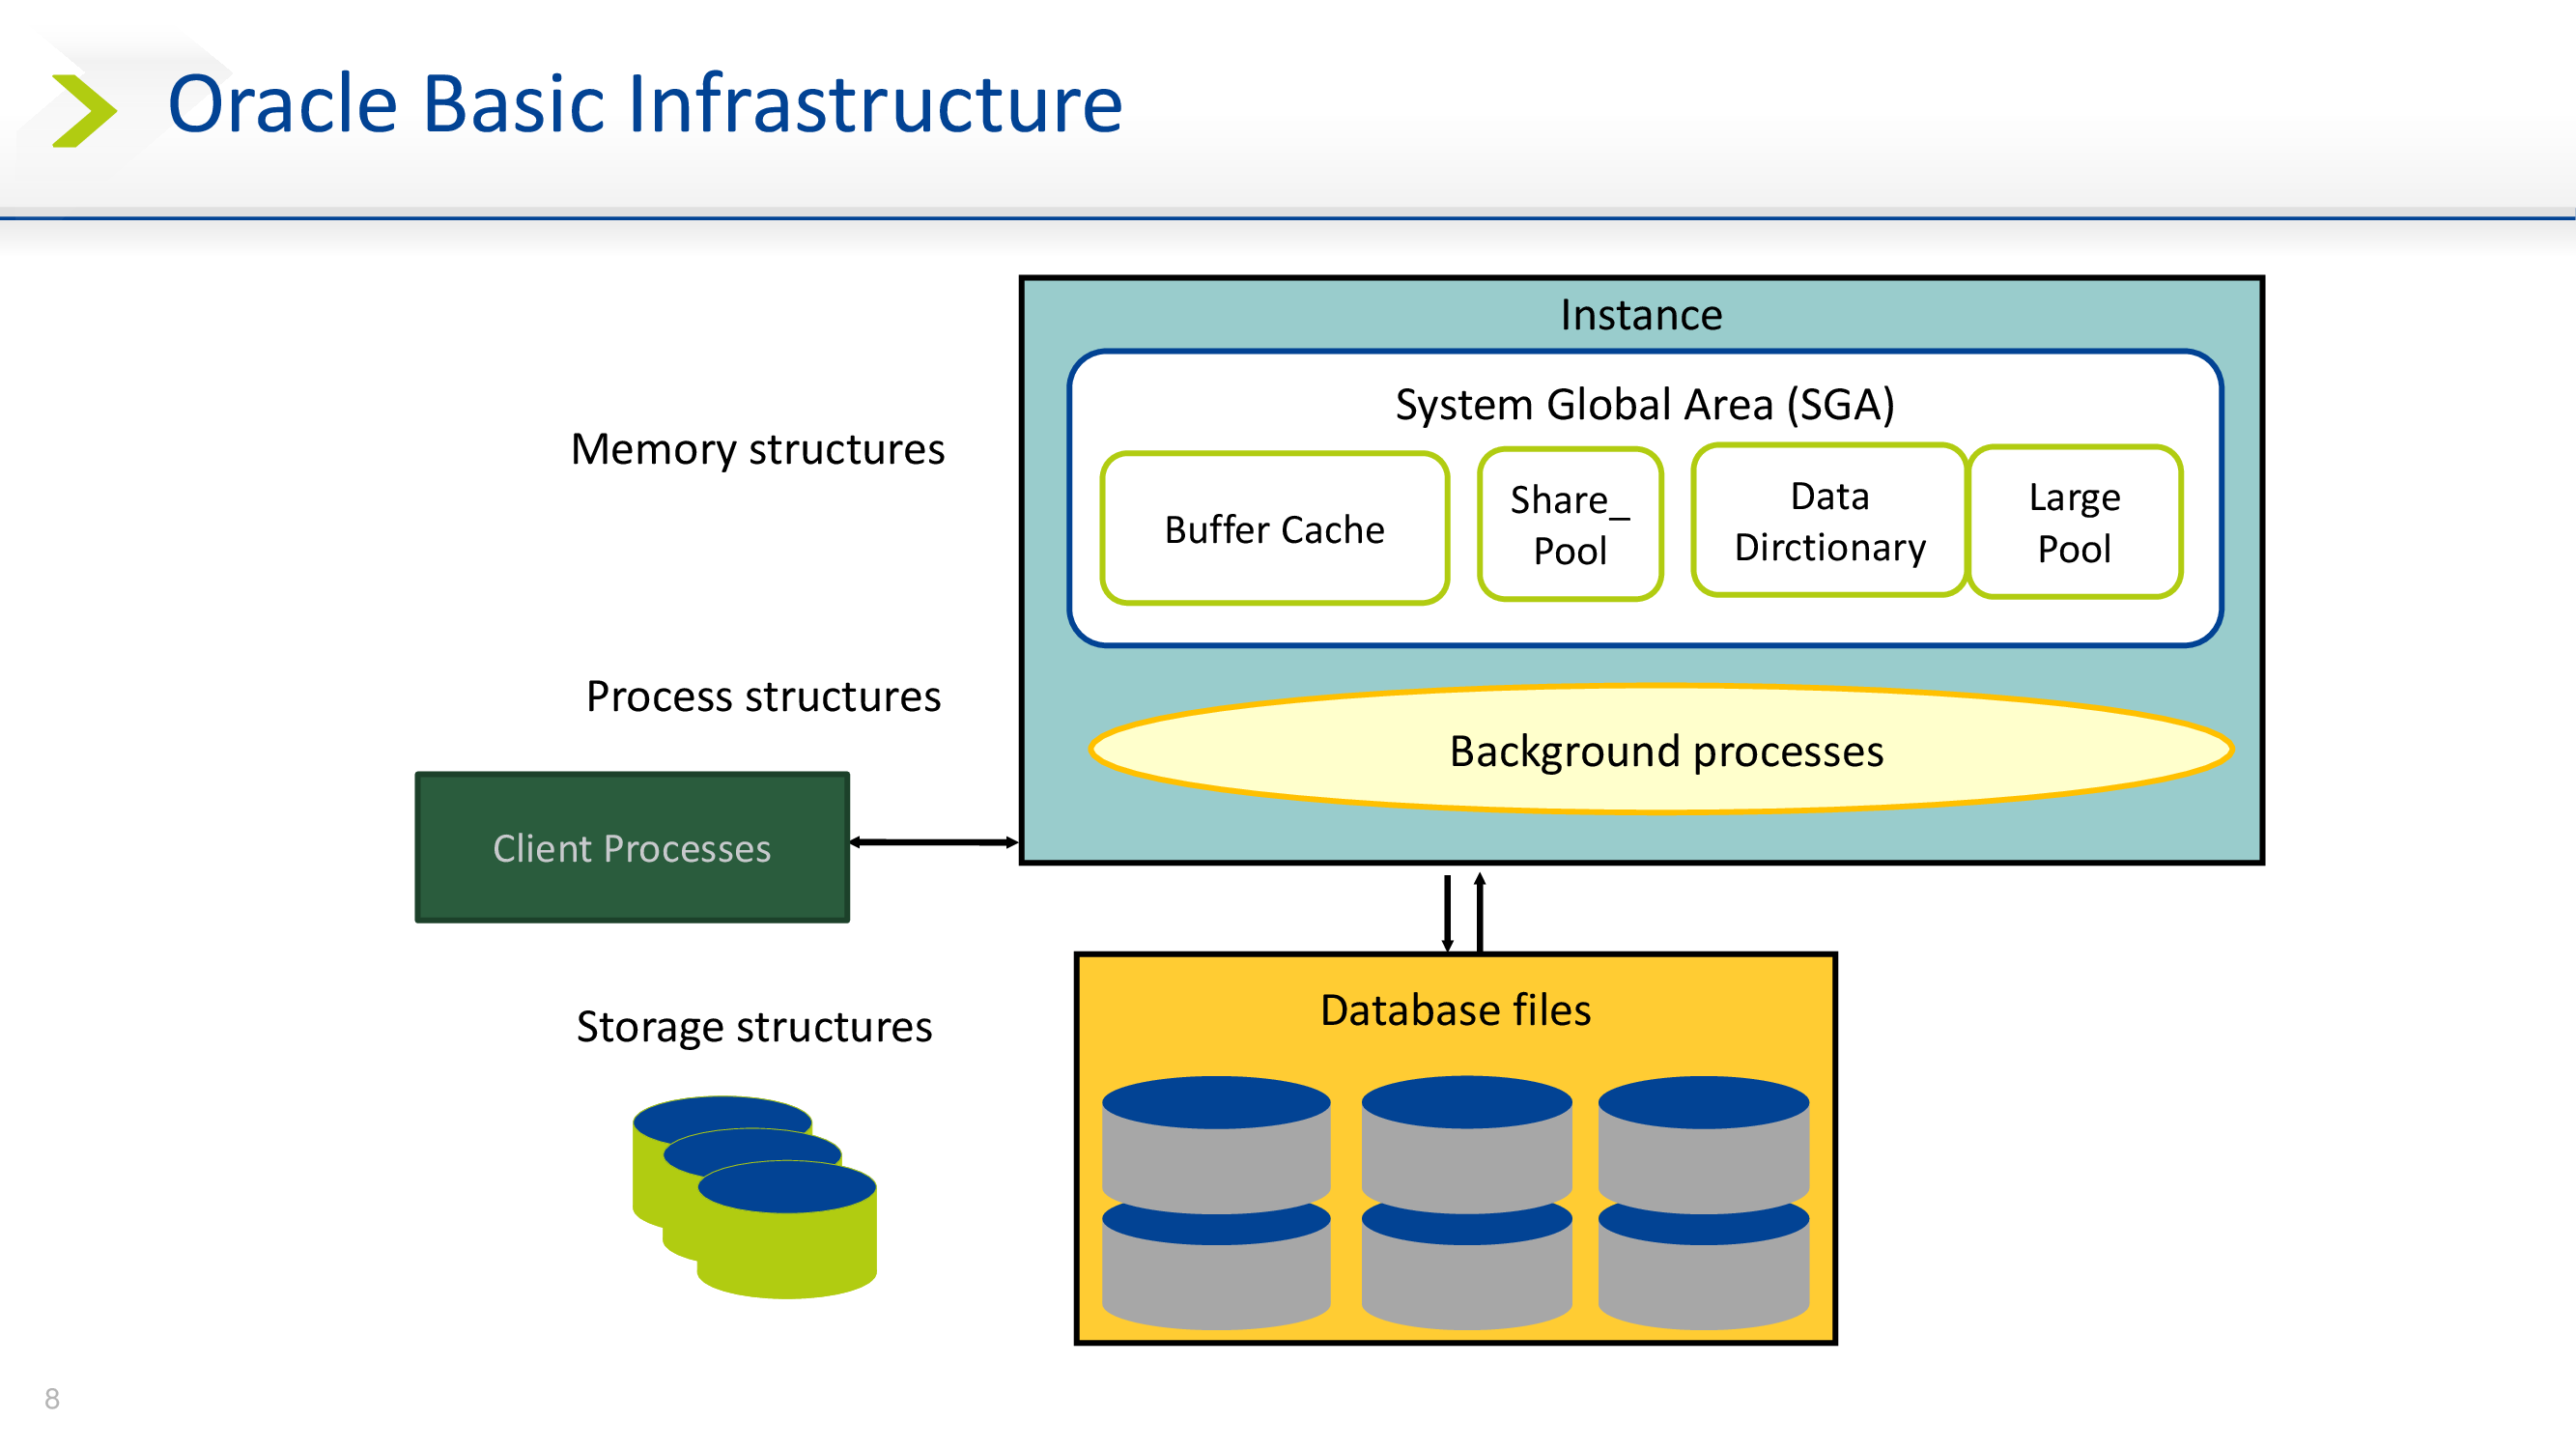 Oracle Basic Infrastructure
Instance
System Global Area (SGA)
Memory structures
Buffer Cache
Share_
Pool
Data
Dirctionary
Large
Pool
Process structures
Background processes
Client Processes
Storage structures
Database files
8